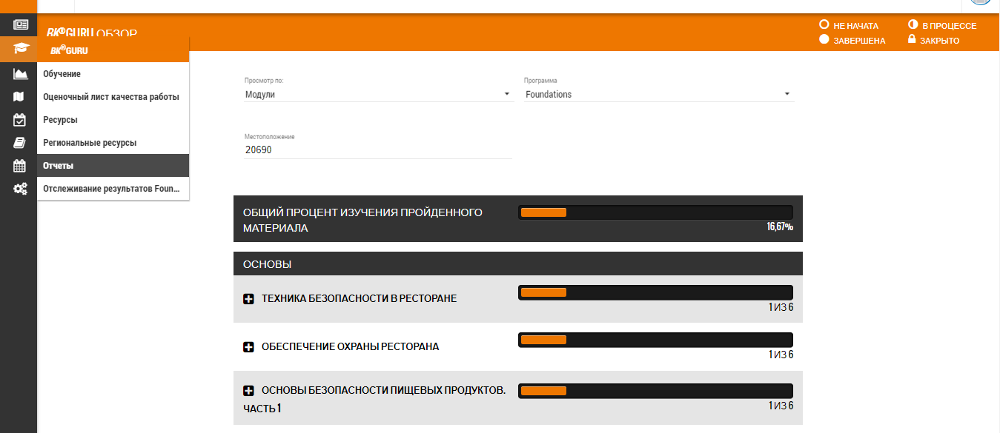 BK®GURU ОБЗОР
НЕ НАЧАТА
В ПРОЦЕССЕ
ЗАВЕРШЕНА
ЗАКРЫТО
BK®GURU
Обучение
Оценочный лист качества работы
Ресурсы
Региональные ресурсы
Отчеты
Отслеживание результатов Foun...
Просмотр по:
Модули
Программа
Foundations
Местоположение
20690
ОБЩИЙ ПРОЦЕНТ ИЗУЧЕНИЯ ПРОЙДЕННОГО
МАТЕРИАЛА
16,67%
ОСНОВЫ
ТЕХНИКА БЕЗОПАСНОСТИ В РЕСТОРАНЕ
1 ИЗ 6
ОБЕСПЕЧЕНИЕ ОХРАНЫ РЕСТОРАНА
1 ИЗ 6
ОСНОВЫ БЕЗОПАСНОСТИ ПИЩЕВЫХ ПРОДУКТОВ.
ЧАСТЬ 1
1 ИЗ 6